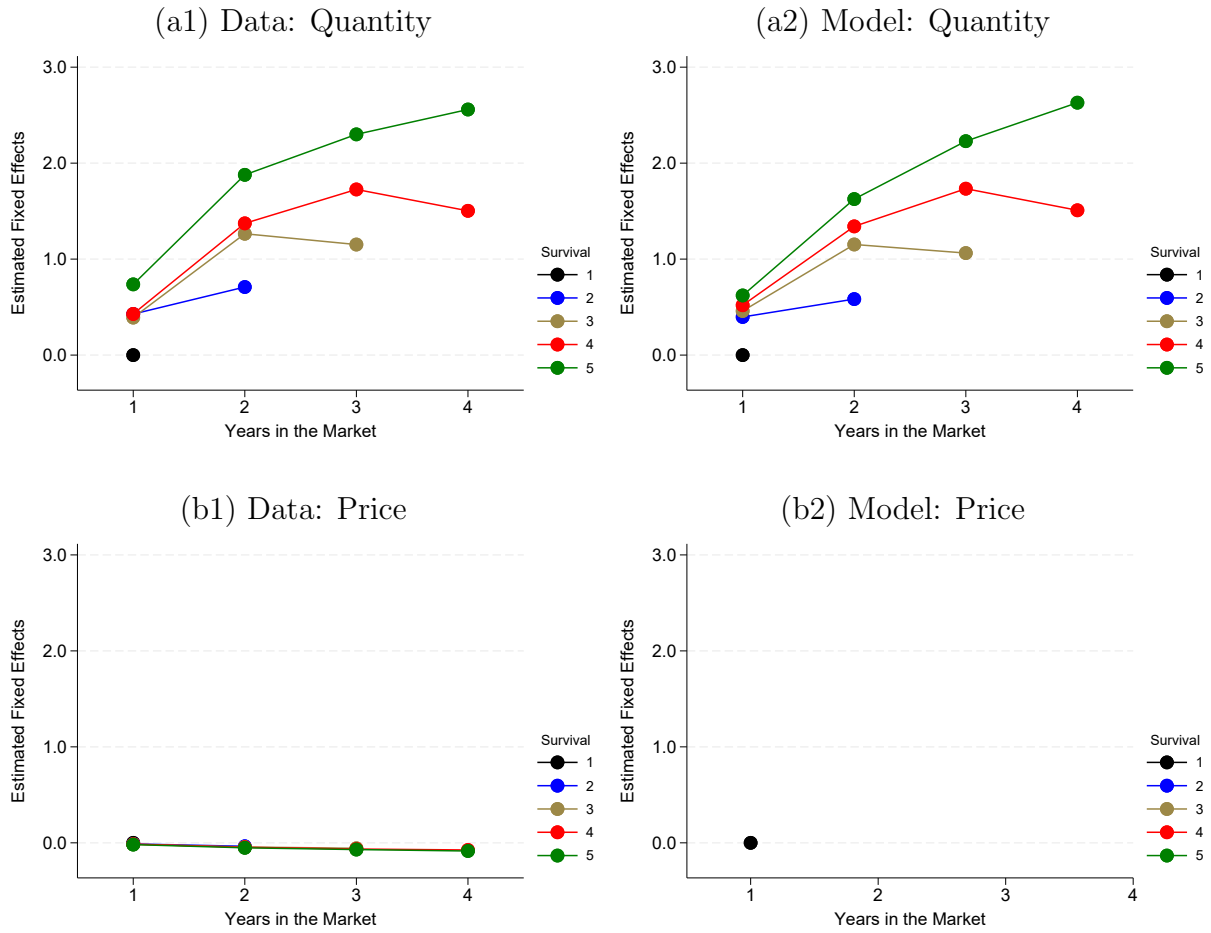 (a1) Data: Quantity
Estimated Fixed Effects
3.0
2.0
1.0
0.0
1 2 3 4
Years in the Market
Survival
1
2
3
4
5
(a2) Model: Quantity
Estimated Fixed Effects
3.0
2.0
1.0
0.0
1 2 3 4
Years in the Market
Survival
1
2
3
4
5
(b1) Data: Price
Estimated Fixed Effects
3.0
2.0
1.0
0.0
1 2 3 4
Years in the Market
Survival
1
2
3
4
5
(b2) Model: Price
Estimated Fixed Effects
3.0
2.0
1.0
0.0
1 2 3 4
Years in the Market
Survival
1
2
3
4
5